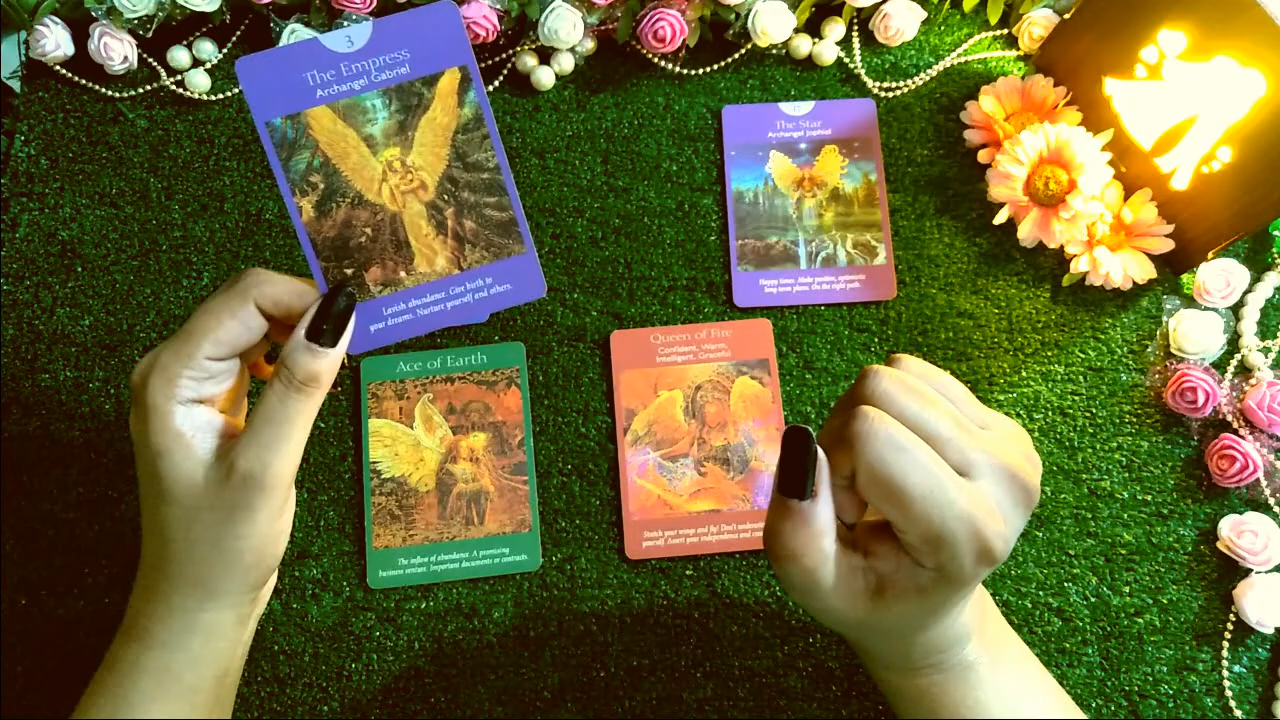 3
The Empress
Archangel Gabriel
Lavish abundance. Give birth to
your dreams. Nurture yourself and others.
17
The Star
Archangel Jophiel
Happy times. Make positive, optimistic
long-term plans. On the right path.
Ace of Earth
The inflow of abundance. A promising
business venture. Important documents or contracts.
Queen of Fire
Confident, Warm,
Intelligent, Graceful
Stretch your wings and fly! Don't
yourself. Assert your independence and